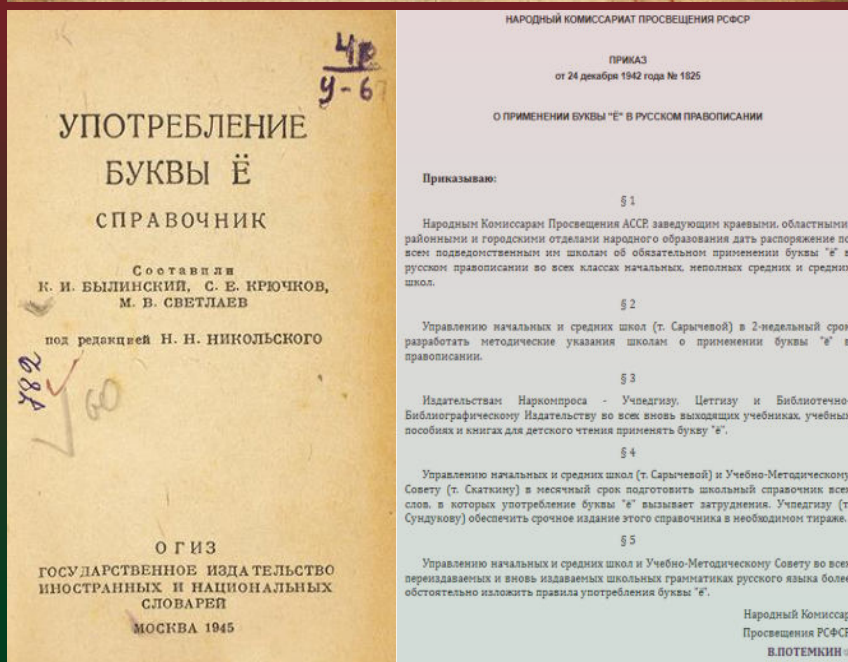 УПОТРЕБЛЕНИЕ
БУКВЫ Ё
СПРАВОЧНИК
Составили
К. И. БЫЛИНСКИЙ, С. Е. КРЮЧКОВ,
М. В. СВЕТЛАЕВ
под редакцией Н. Н. НИКОЛЬСКОГО
782
60
ОГИЗ
ГОСУДАРСТВЕННОЕ ИЗДАТЕЛЬСТВО
ИНОСТРАННЫХ И НАЦИОНАЛЬНЫХ
СЛОВАРЕЙ
МОСКВА 1945
НАРОДНЫЙ КОМИССАРИАТ ПРОСВЕЩЕНИЯ РСФСР
ПРИКАЗ
от 24 декабря 1942 года № 1825
О ПРИМЕНЕНИИ БУКВЫ "Ё" В РУССКОМ ПРАВОПИСАНИИ
Приказываю:
§ 1
Народным Комиссарам Просвещения АССР, заведующим краевыми, областными,
районными и городскими отделами народного образования дать распоряжение по
всем подведомственным им школам об обязательном применении буквы "ё" в
русском правописании во всех классах начальных, неполных средних и средних
школ.
§ 2
Управлению начальных и средних школ (т. Сарычевой) в 2-недельный срок
разработать методические указания школам о применении буквы "ё" в
правописании.
§ 3
Издательствам Наркомпроса - Учпедгизу, Цетгизу и Библиотечно-
Библиографическому Издательству во всех вновь выходящих учебниках, учебных
пособиях и книгах для детского чтения применять букву "ё".
§ 4
Управлению начальных и средних школ (т. Сарычевой) и Учебно-Методическому
Совету (т. Скаткину) в месячный срок подготовить школьный справочник всех
слов, в которых употребление буквы "ё" вызывает затруднения. Учпедгизу (т.
Сундукову) обеспечить срочное издание этого справочника в необходимом тираже.
§ 5
Управлению начальных и средних школ и Учебно-Методическому Совету во всех
переиздаваемых и вновь издаваемых школьных грамматиках русского языка более
обстоятельно изложить правила употребления буквы "ё".
Народный Комиссар
Просвещения РСФСР
В.ПОТЕМКИН